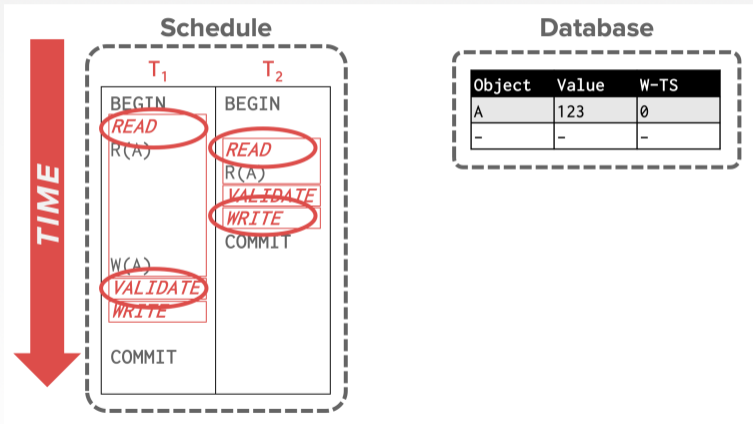 Schedule
T1 T2
BEGIN BEGIN
READ
R(A) READ
R(A)
VALIDATE
WRITE
COMMIT
W(A)
VALIDATE
WRITE
COMMIT
TIME
Database
Object Value W-TS
A 123 0
– – –